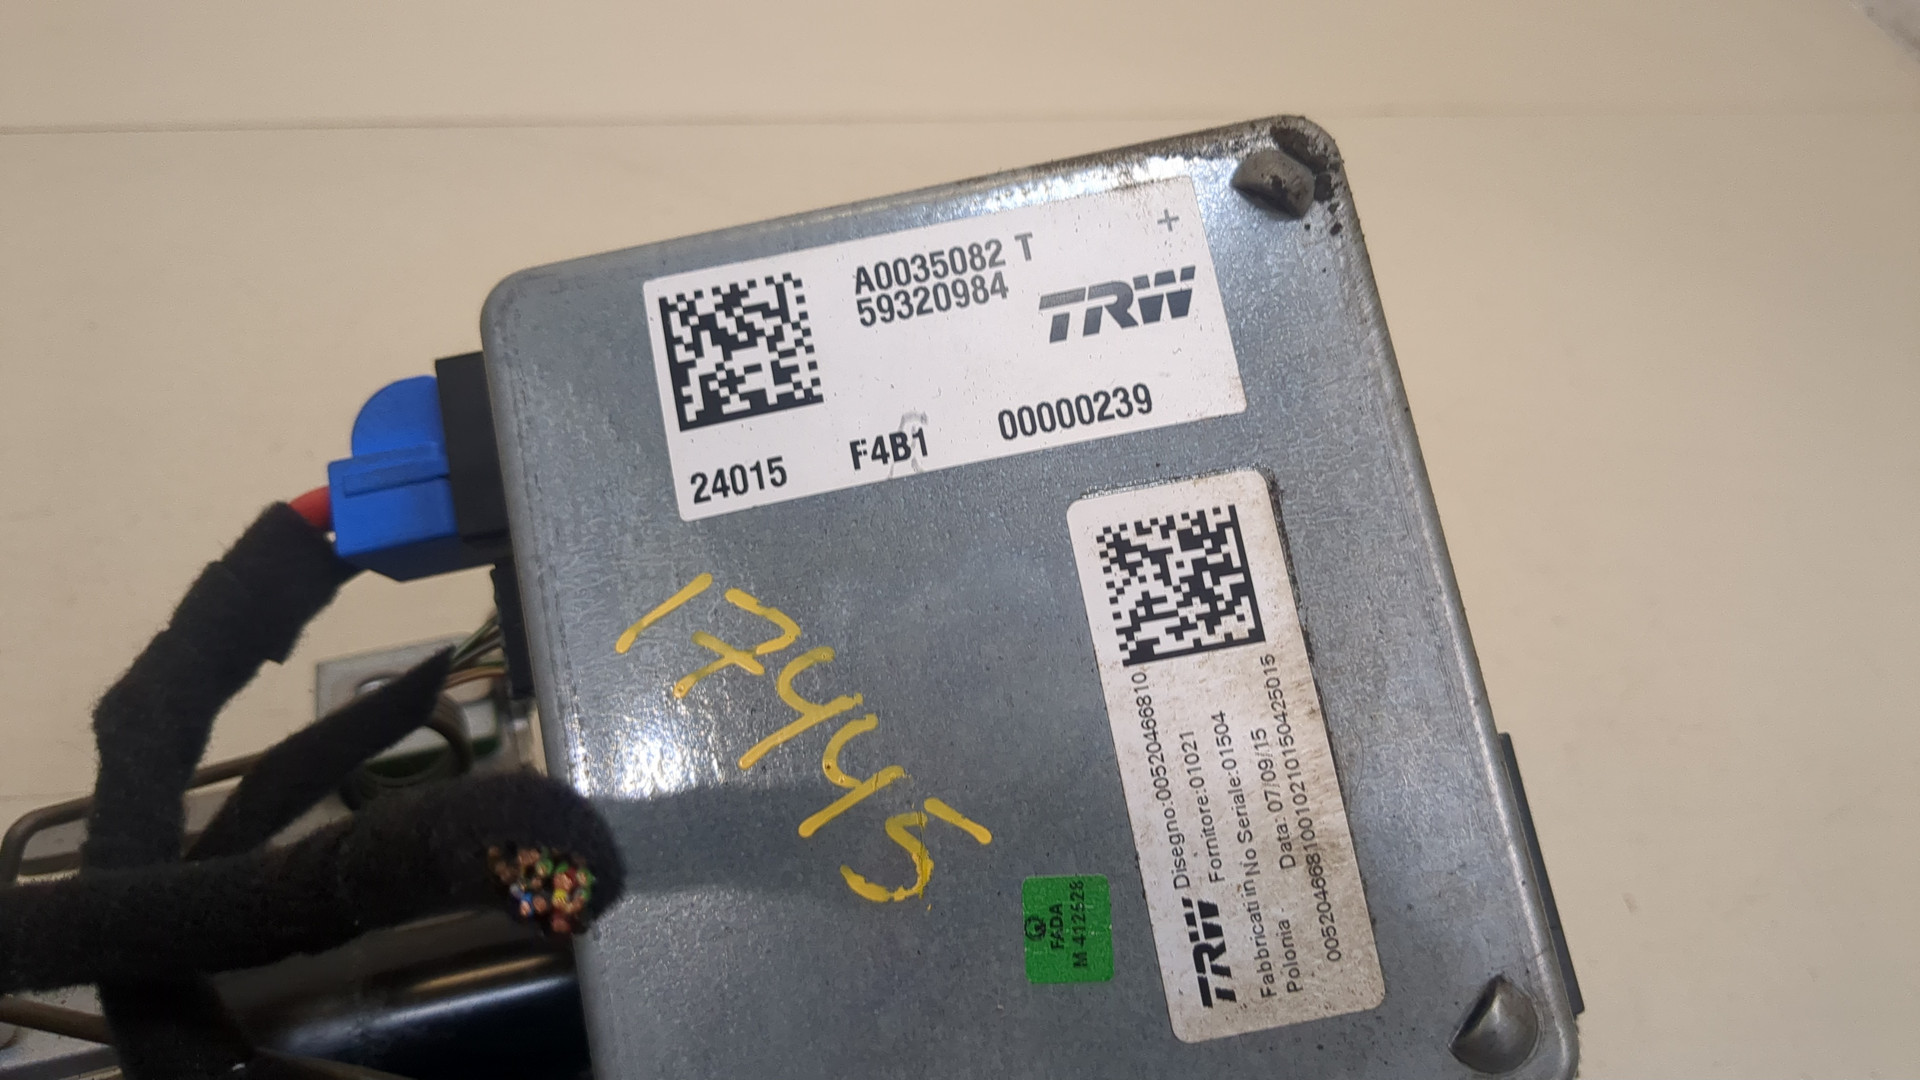 A0035082 T
59320984
+
TRW
24015 F4B1 00000239
17445
TRW Disegno:00520466810
Fornitore:01021
Fabbricati in No Seriale:01504
Polonia Data: 07/09/15
00520466810010210150425015
FADA
M 412628